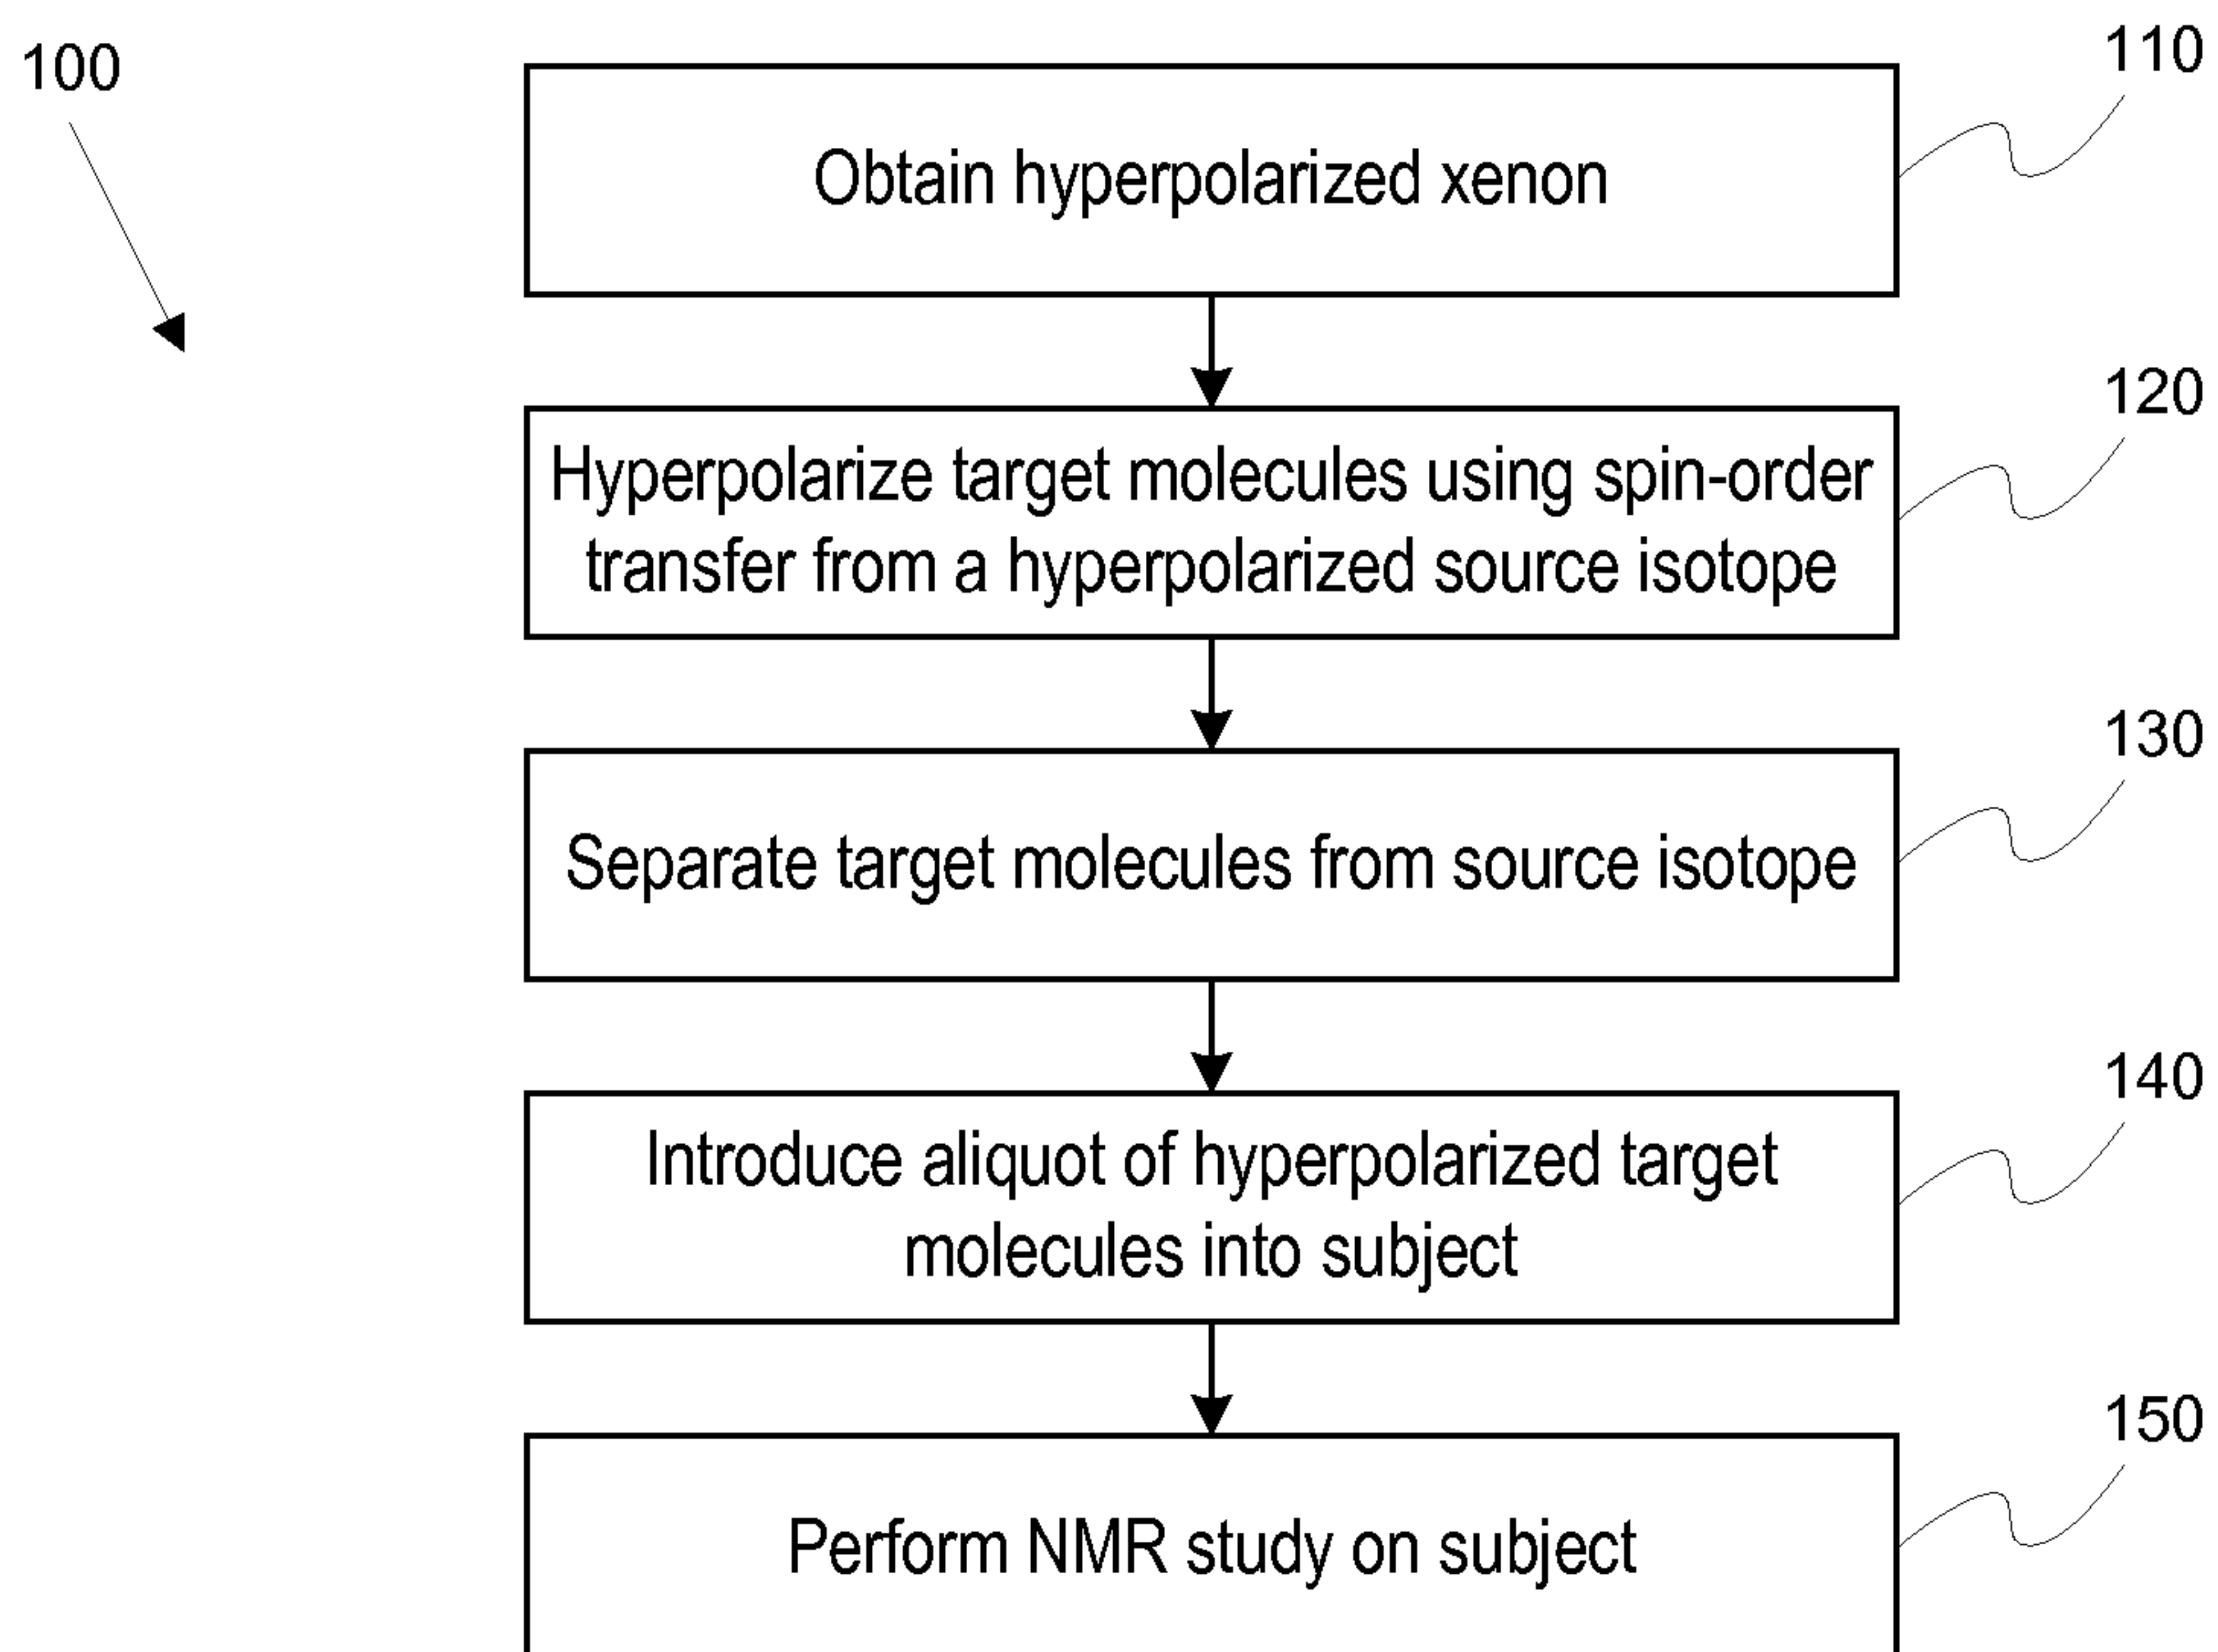 100
110
Obtain hyperpolarized xenon
120
Hyperpolarize target molecules using spin-order
transfer from a hyperpolarized source isotope
130
Separate target molecules from source isotope
140
Introduce aliquot of hyperpolarized target
molecules into subject
150
Perform NMR study on subject